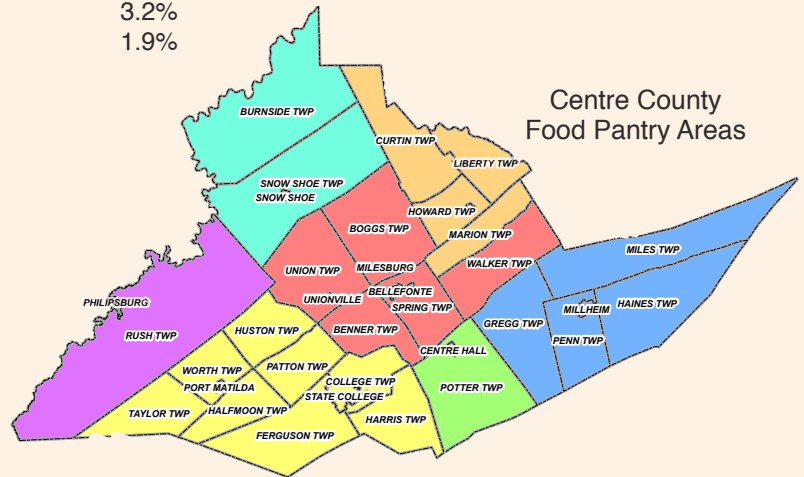 3.2%
1.9%
Centre County
Food Pantry Areas
BURNSIDE TWP
CURTIN TWP
LIBERTY TWP
SNOW SHOE TWP
SNOW SHOE
HOWARD TWP
BOGGS TWP
MARION TWP
MILES TWP
UNION TWP
MILESBURG
WALKER TWP
PHILIPSBURG
UNIONVILLE
BELLEFONTE
SPRING TWP
MILLHEIM
HAINES TWP
RUSH TWP
HUSTON TWP
BENNER TWP
GREGG TWP
PENN TWP
CENTRE HALL
WORTH TWP
PATTON TWP
PORT MATILDA
COLLEGE TWP
POTTER TWP
STATE COLLEGE
TAYLOR TWP
HALFMOON TWP
HARRIS TWP
FERGUSON TWP